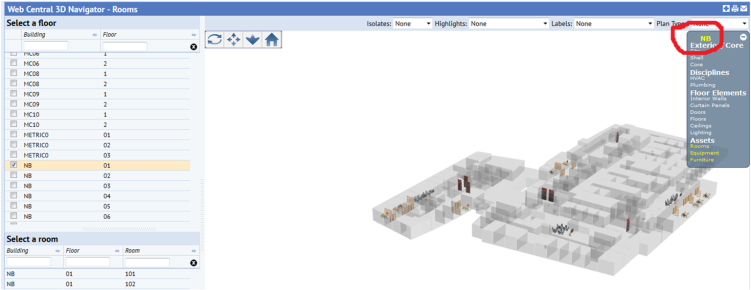 Web Central 3D Navigator - Rooms
Select a floor
Isolates: None Highlights: None Labels: None Plan Type: None
Building Floor
MC06 1
MC06 2
MC08 1
MC08 2
MC09 1
MC09 2
MC10 1
MC10 2
METRICO 01
METRICO 02
METRICO 03
NB 01
NB 02
NB 03
NB 04
NB 05
NB 06
Select a room
Building Floor Room
NB 01 101
NB 01 102
NB
Exterior Core
Shell
Core
Disciplines
HVAC
Plumbing
Floor Elements
Interior Walls
Curtain Panels
Doors
Floors
Ceilings
Lighting
Assets
Rooms
Equipment
Furniture